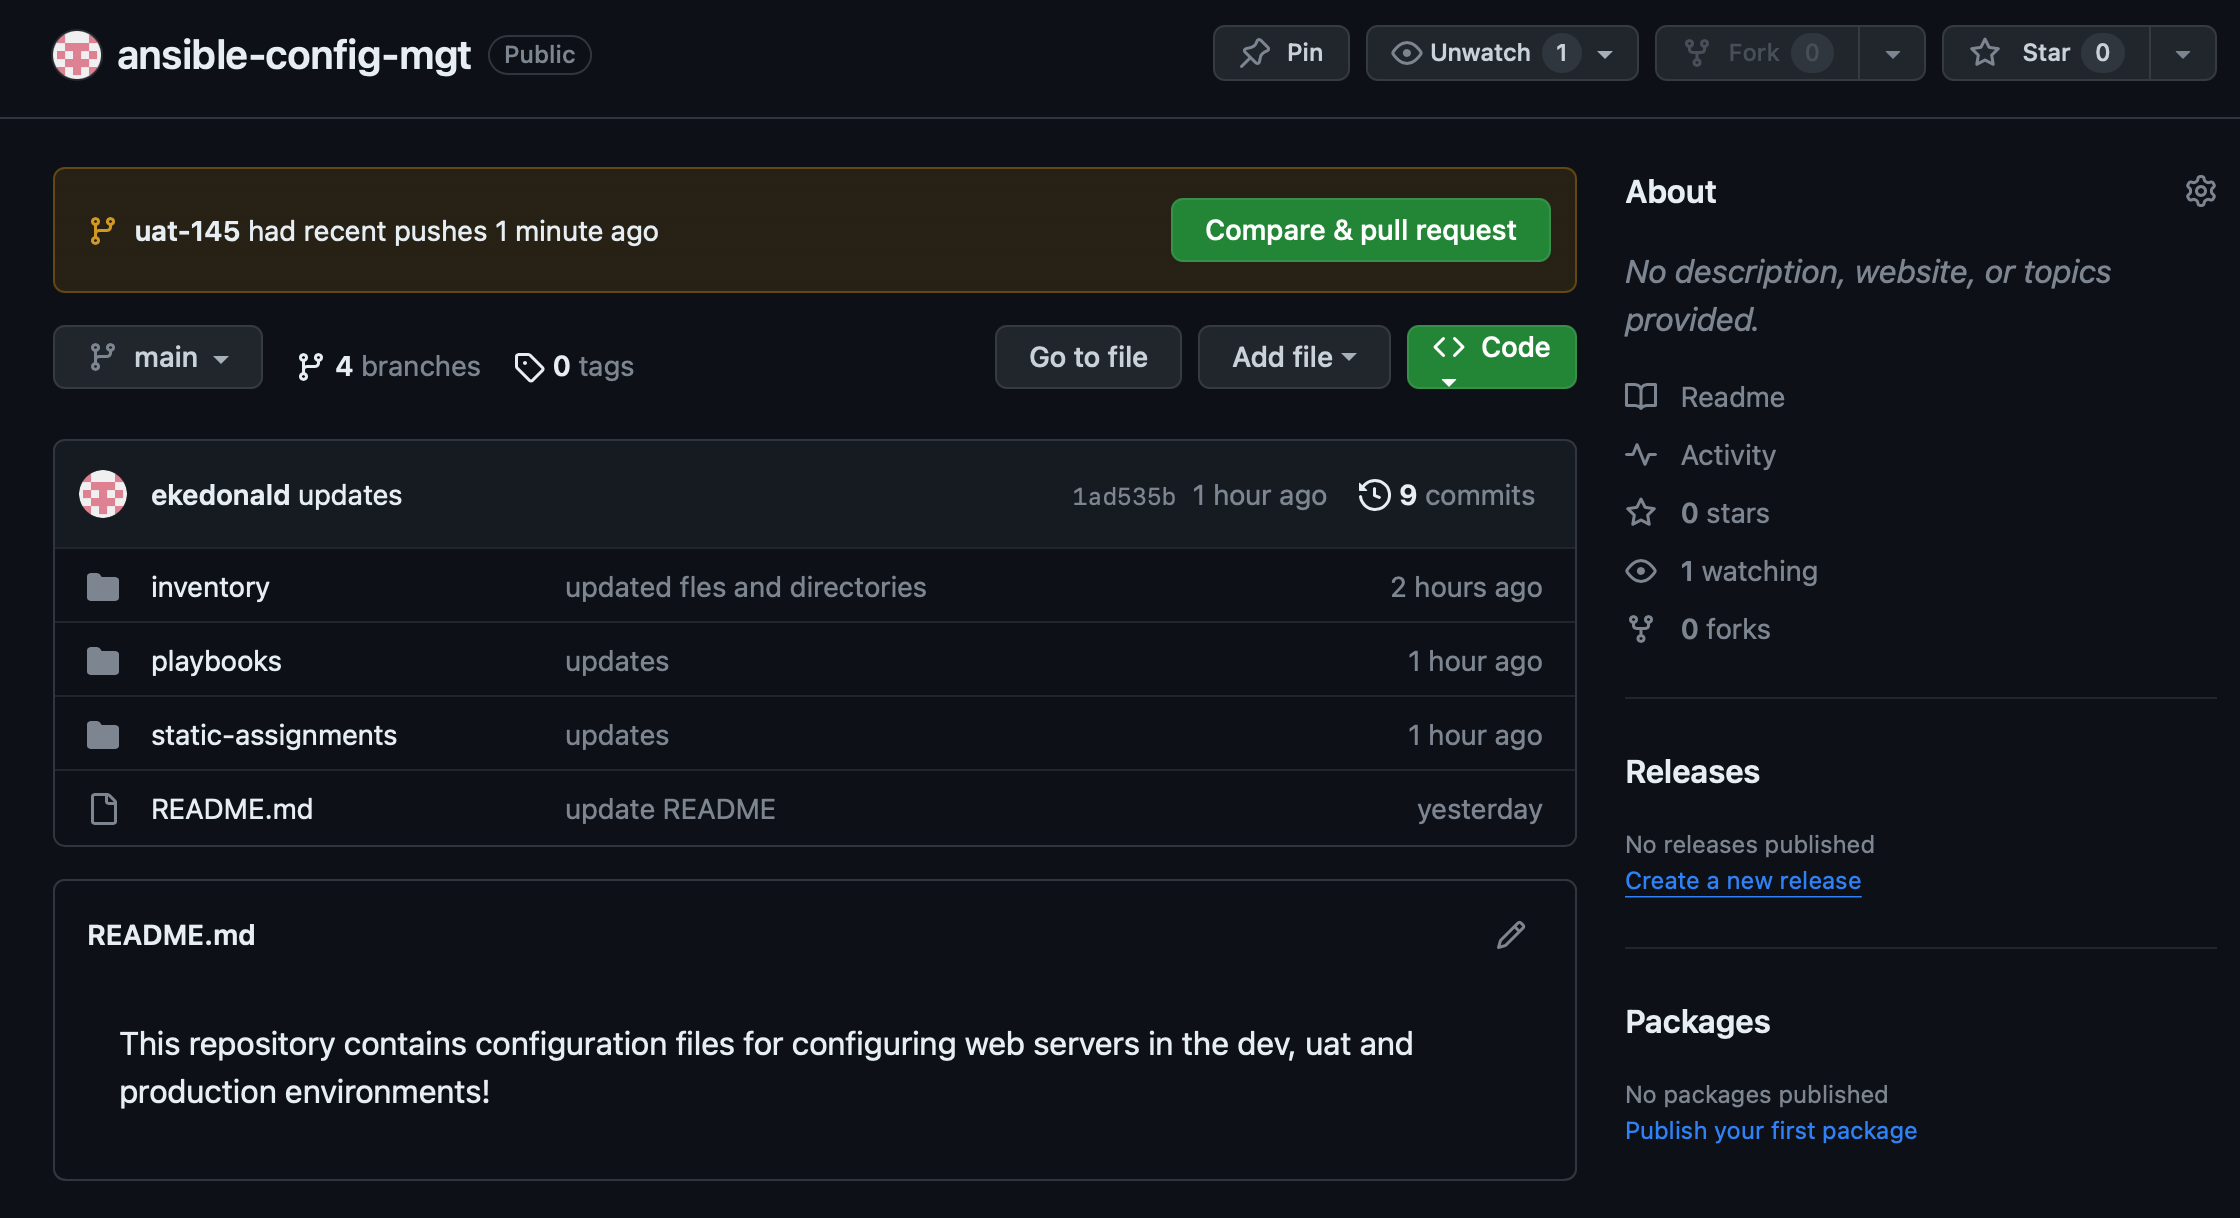 ansible-config-mgt Public
Pin
Unwatch 1
Fork 0
Star 0
uat-145 had recent pushes 1 minute ago
Compare & pull request
main
4 branches
0 tags
Go to file
Add file
<> Code
ekedonald updates
1ad535b 1 hour ago
9 commits
inventory updated fles and directories 2 hours ago
playbooks updates 1 hour ago
static-assignments updates 1 hour ago
README.md update README yesterday
README.md
This repository contains configuration files for configuring web servers in the dev, uat and
production environments!
About
No description, website, or topics
provided.
Readme
Activity
0 stars
1 watching
0 forks
Releases
No releases published
Create a new release
Packages
No packages published
Publish your first package